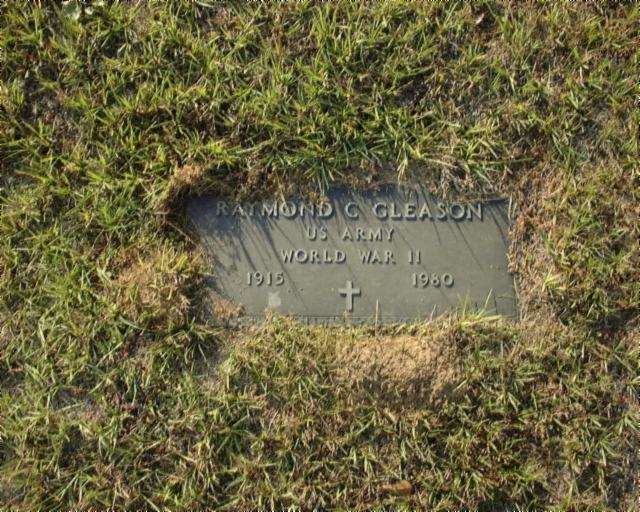 RAYMOND C GLEASON
US ARMY
WORLD WAR II
1915 1980